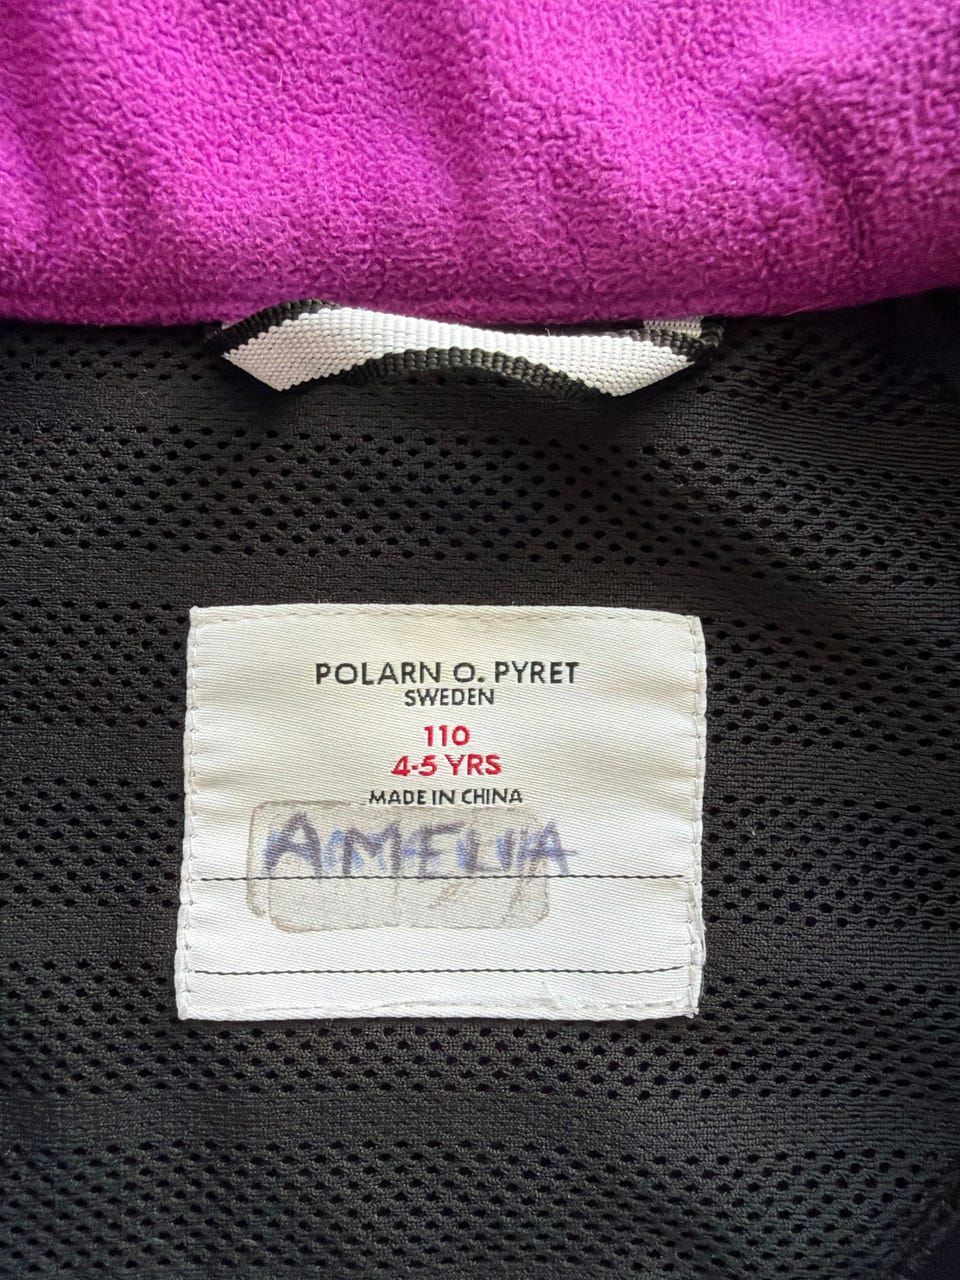 POLARN O. PYRET
SWEDEN
110
4-5 YRS
MADE IN CHINA
AMELIA